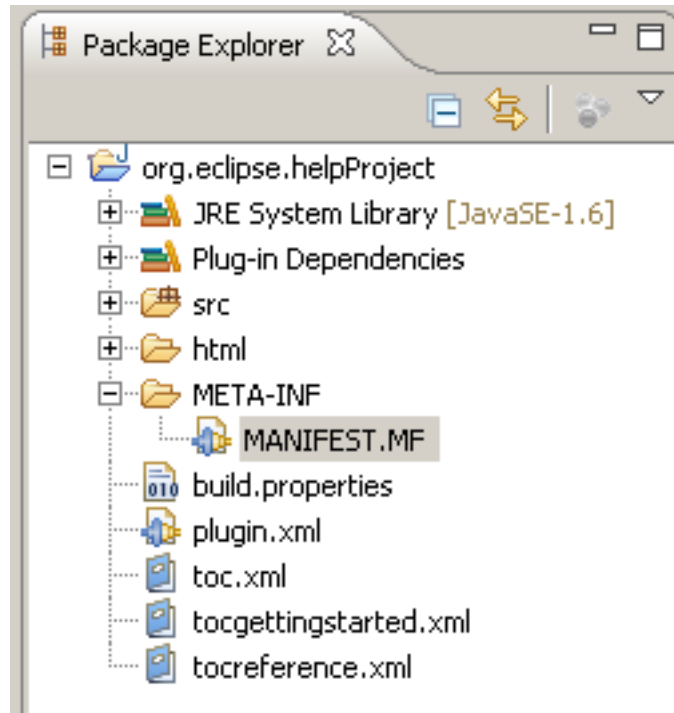 Package Explorer
org.eclipse.helpProject
JRE System Library [JavaSE-1.6]
Plug-in Dependencies
src
html
META-INF
MANIFEST.MF
010 build.properties
plugin.xml
toc.xml
tocgettingstarted.xml
tocreference.xml